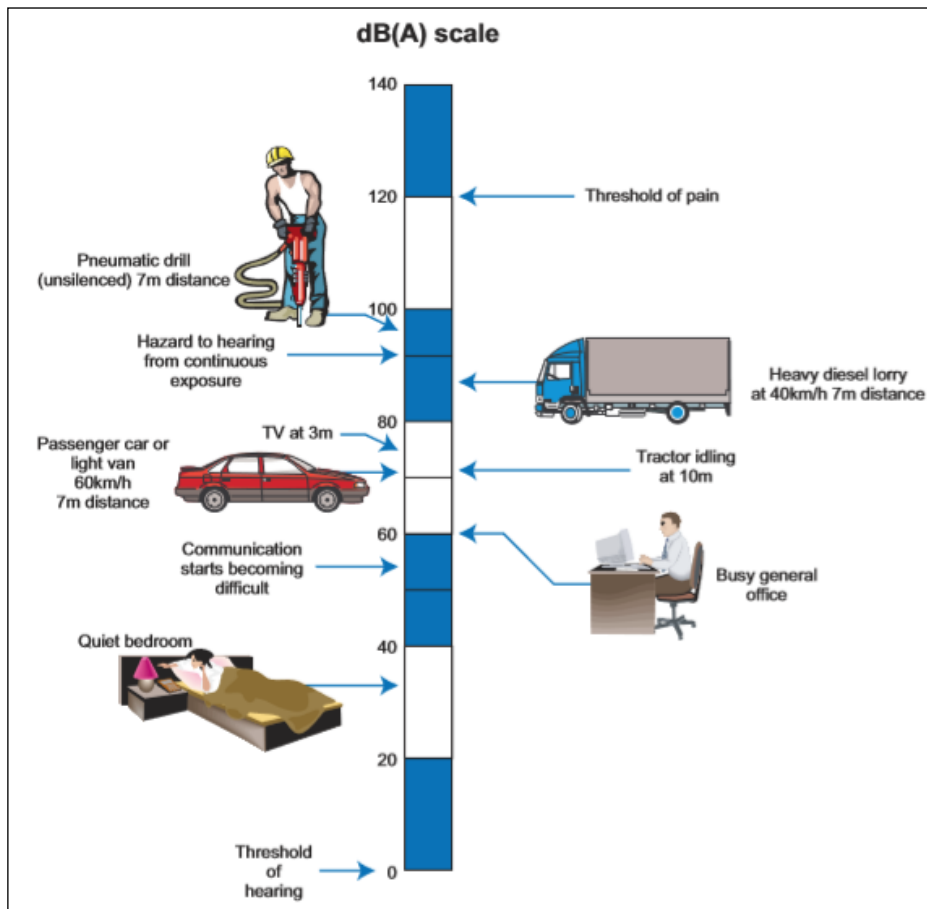 dB(A) scale
140
120
Threshold of pain
Pneumatic drill
(unsilenced) 7m distance
100
Hazard to hearing
from continuous
exposure
Heavy diesel lorry
at 40km/h 7m distance
80
TV at 3m
Passenger car or
light van
60km/h
7m distance
Tractor idling
at 10m
60
Communication
starts becoming
difficult
Busy general
office
Quiet bedroom
40
20
Threshold
of
hearing
0